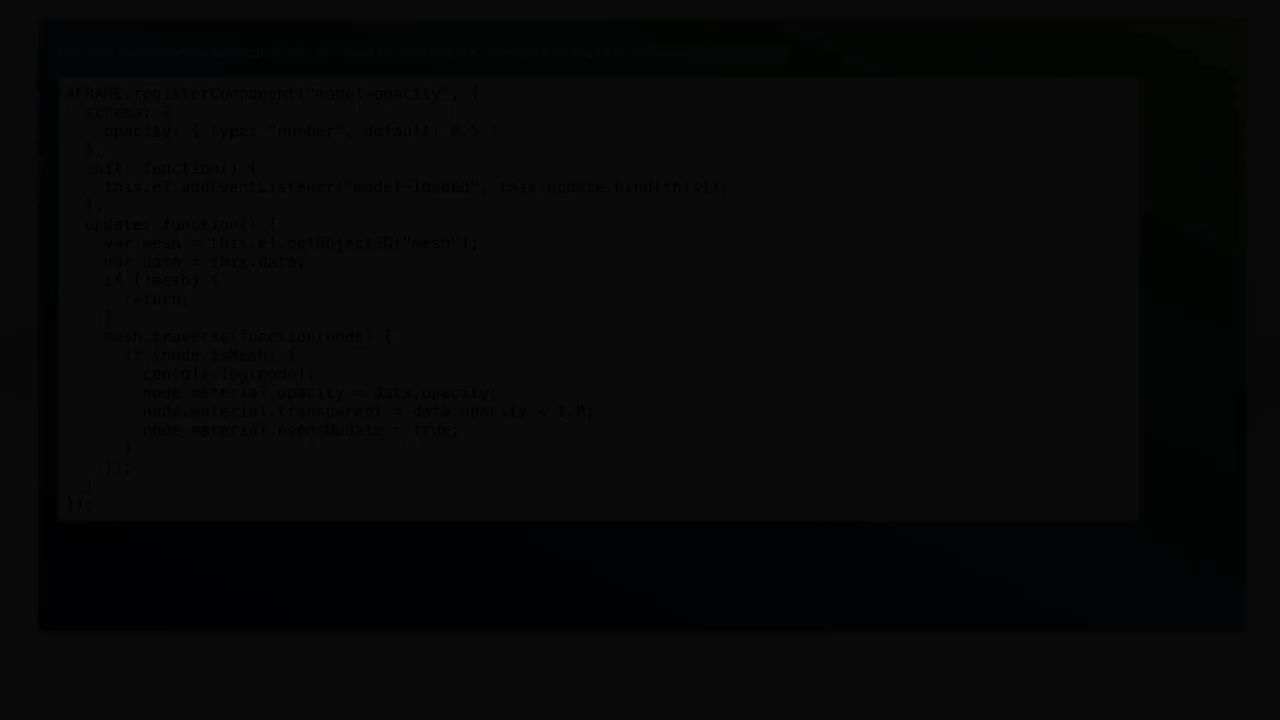 AFRAME.registerComponent("model-opacity", {
schema: {
opacity: { type: "number", default: 0.5 }
},
init: function() {
this.el.addEventListener("model-loaded", this.update.bind(this));
},
update: function() {
var mesh = this.el.getObject3D("mesh");
var data = this.data;
if (!mesh) {
return;
}
mesh.traverse(function(node) {
if (node.isMesh) {
console.log(node);
node.material.opacity = data.opacity;
node.material.transparent = data.opacity < 1.0;
node.material.needsUpdate = true;
}
});
}
});